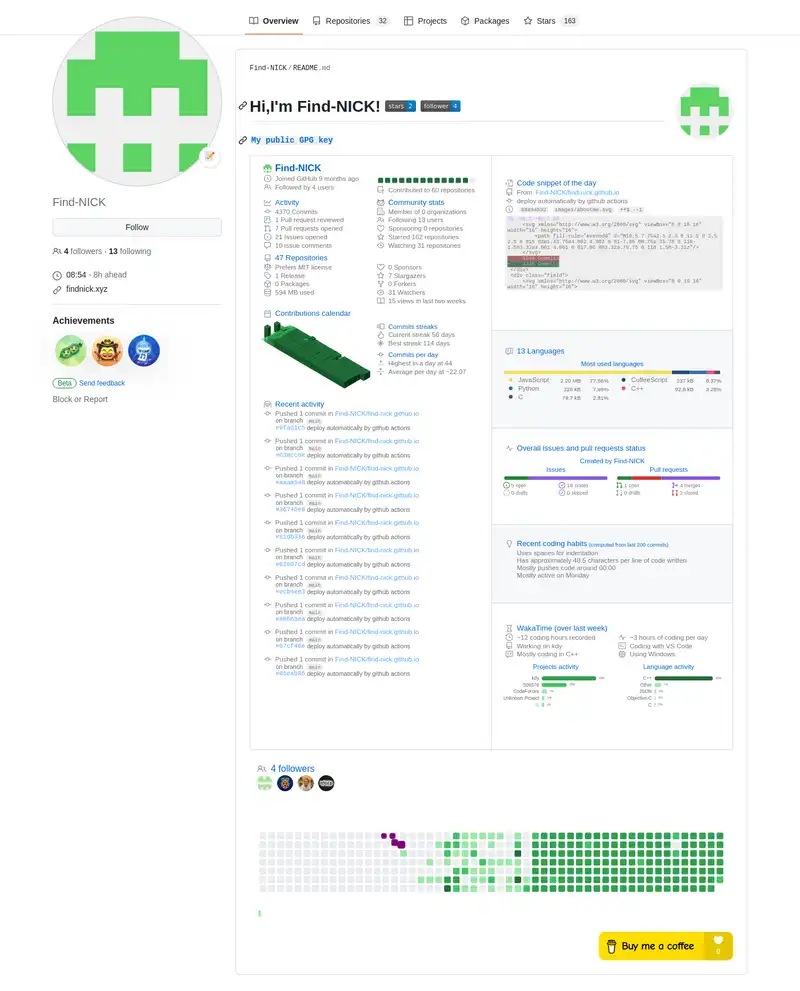 Overview
Repositories 32
Projects
Packages
Stars 163
Find-NICK
Follow
4 followers · 13 following
08:54 - 8h ahead
findnick.xyz
Achievements
Beta Send feedback
Block or Report
Find-NICK/README.md
Hi,I'm Find-NICK! stars 2 follower 4
My public GPG key
Find-NICK
Joined GitHub 9 months ago
Followed by 4 users
Contributed to 60 repositories
Activity
4370 Commits
1 Pull request reviewed
7 Pull requests opened
21 Issues opened
10 issue comments
Community stats
Member of 0 organizations
Following 13 users
Sponsoring 0 repositories
Starred 162 repositories
Watching 31 repositories
47 Repositories
Prefers MIT license
1 Release
0 Packages
594 MB used
0 Sponsors
7 Stargazers
0 Forkers
31 Watchers
15 views in last two weeks
Contributions calendar
Commits streaks
Current streak 56 days
Best streak 114 days
Commits per day
Highest in a day at 44
Average per day at ~22.07
Recent activity
Pushed 1 commit in Find-NICK/find-nick.github.io
on branch main
deploy automatically by github actions
Pushed 1 commit in Find-NICK/find-nick.github.io
on branch main
deploy automatically by github actions
Pushed 1 commit in Find-NICK/find-nick.github.io
on branch main
deploy automatically by github actions
Pushed 1 commit in Find-NICK/find-nick.github.io
on branch main
deploy automatically by github actions
Pushed 1 commit in Find-NICK/find-nick.github.io
on branch main
deploy automatically by github actions
Pushed 1 commit in Find-NICK/find-nick.github.io
on branch main
deploy automatically by github actions
Pushed 1 commit in Find-NICK/find-nick.github.io
on branch main
deploy automatically by github actions
Pushed 1 commit in Find-NICK/find-nick.github.io
on branch main
deploy automatically by github actions
Pushed 1 commit in Find-NICK/find-nick.github.io
on branch main
deploy automatically by github actions
Pushed 1 commit in Find-NICK/find-nick.github.io
on branch main
deploy automatically by github actions
Code snippet of the day
From Find-NICK/find-nick.github.io
deploy automatically by github actions
<div class="field">
13 Languages
Most used languages
JavaScript 2.20 MB 77.56%
Python
C
CoffeeScript
C++
Overall issues and pull requests status
Created by Find-NICK
Issues
Pull requests
Recent coding habits (computed from last 200 commits)
Uses spaces for indentation
Has approximately 48.5 characters per line of code written
Mostly pushes code around 00:00
Mostly active on Monday
WakaTime (over last week)
~12 coding hours recorded
Working on kdy
Mostly coding in C++
~3 hours of coding per day
Coding with VS Code
Using Windows
Projects activity
kdy
CodeForces
Unknown Project
Language activity
C++
Other
JSON
Objective-C
C
4 followers
Buy me a coffee
0